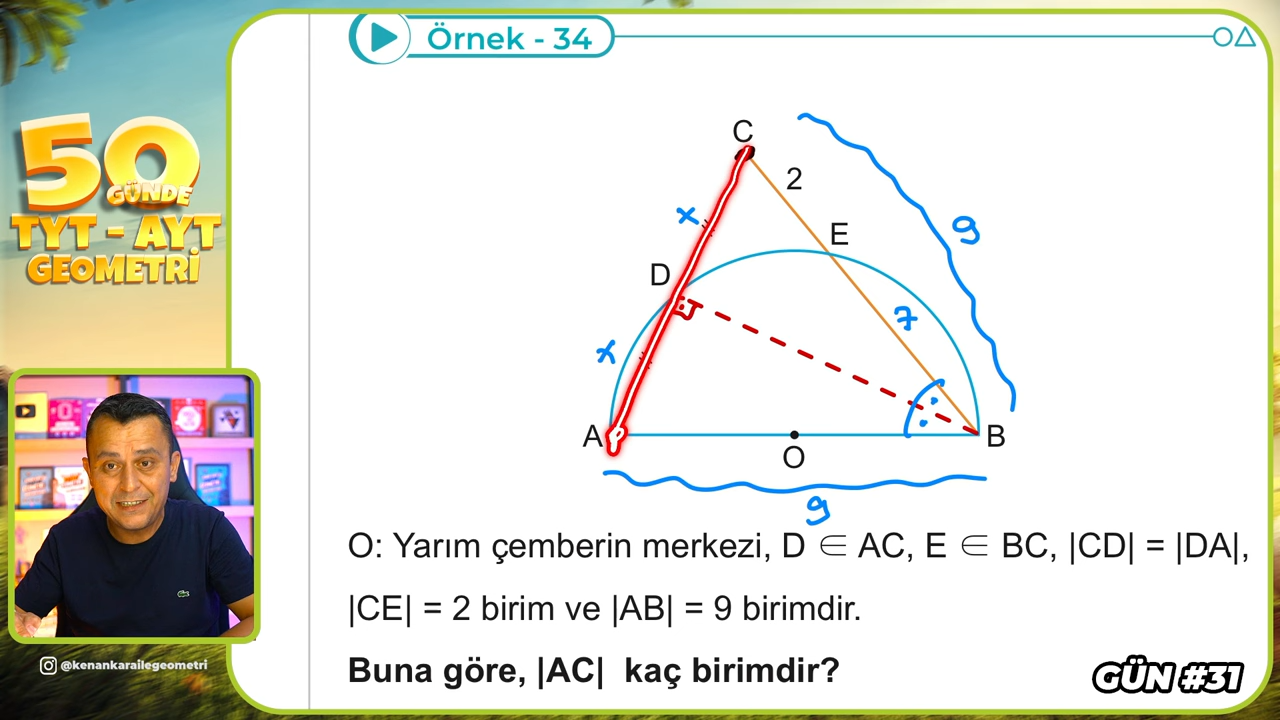 Örnek - 34
50
GÜNDE
TYT - AYT
GEOMETRİ
C
2
9
x
E
D
7
x
A
B
O
9
O: Yarım çemberin merkezi, D ∈ AC, E ∈ BC, |CD| = |DA|,
|CE| = 2 birim ve |AB| = 9 birimdir.
Buna göre, |AC| kaç birimdir?
@kenankarailegeometri
GÜN #31